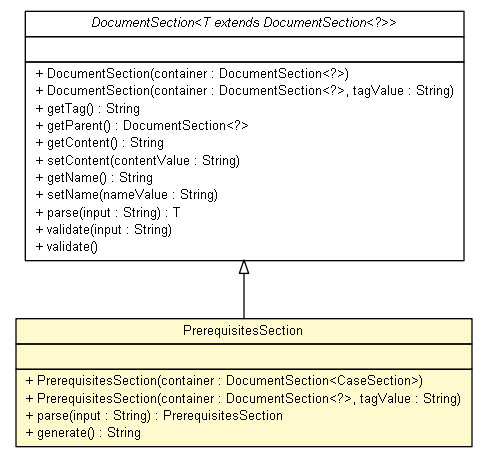 DocumentSection<T extends DocumentSection<?>>
+ DocumentSection(container : DocumentSection<?>)
+ DocumentSection(container : DocumentSection<?>, tagValue : String)
+ getTag() : String
+ getParent() : DocumentSection<?>
+ getContent() : String
+ setContent(contentValue : String)
+ getName() : String
+ setName(nameValue : String)
+ parse(input : String) : T
+ validate(input : String)
+ validate()
PrerequisitesSection
+ PrerequisitesSection(container : DocumentSection<CaseSection>)
+ PrerequisitesSection(container : DocumentSection<?>, tagValue : String)
+ parse(input : String) : PrerequisitesSection
+ generate() : String